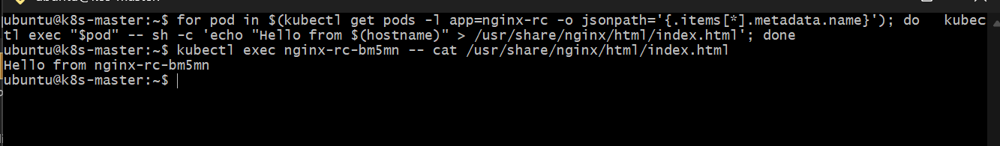 ubuntu@k8s-master:~$ for pod in $(kubectl get pods -l app=nginx-rc -o jsonpath='{.items[*].metadata.name}'); do   kubec
tl exec "$pod" -- sh -c 'echo "Hello from $(hostname)" > /usr/share/nginx/html/index.html'; done
ubuntu@k8s-master:~$ kubectl exec nginx-rc-bm5mn -- cat /usr/share/nginx/html/index.html
Hello from nginx-rc-bm5mn
ubuntu@k8s-master:~$